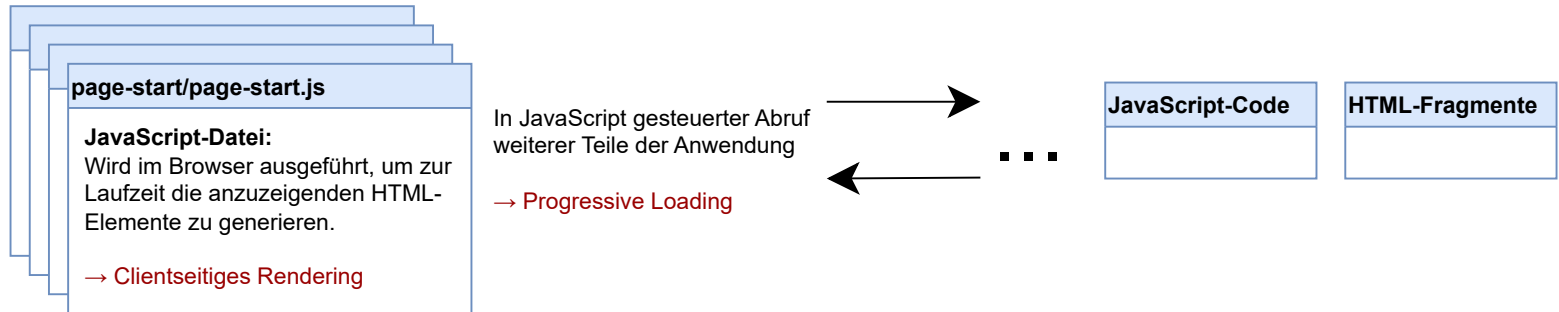 page-start/page-start.js
JavaScript-Datei:
Wird im Browser ausgeführt, um zur
Laufzeit die anzuzeigenden HTML-
Elemente zu generieren.
→ Clientseitiges Rendering
In JavaScript gesteuerter Abruf
weiterer Teile der Anwendung
→ Progressive Loading
...
JavaScript-Code
HTML-Fragmente